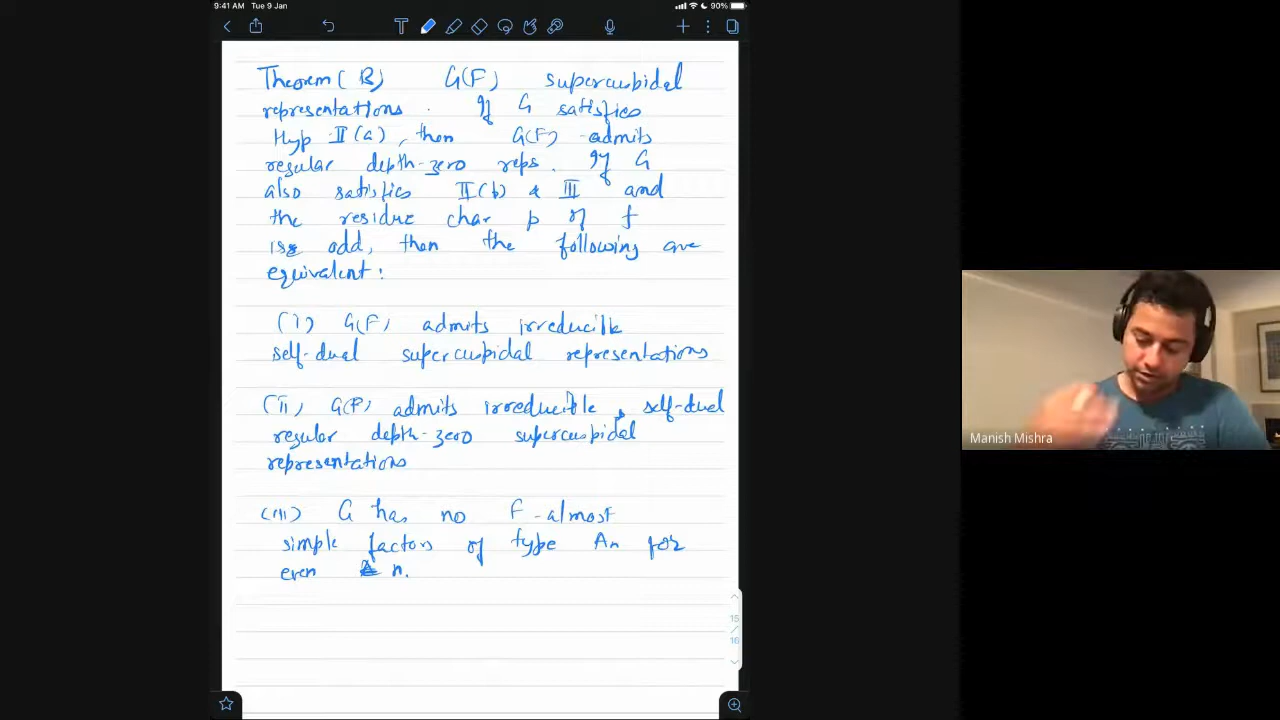 9:41 AM Tue 9 Jan
90%
Theorem (B) G(F) supercuspidal
representations. If G satisfies
Hyp II(a), then G(F) admits
regular depth-zero reps. If G
also satisfies II(b) & III and
the residue char p of f
is odd, then the following are
equivalent:
(i) G(F) admits irreducible
self-dual supercuspidal representations
(ii) G(F) admits irreducible, self-dual
regular depth-zero supercuspidal
representations
(iii) G has no F-almost
simple factors of type An for
even n.
15
/
16
Manish Mishra